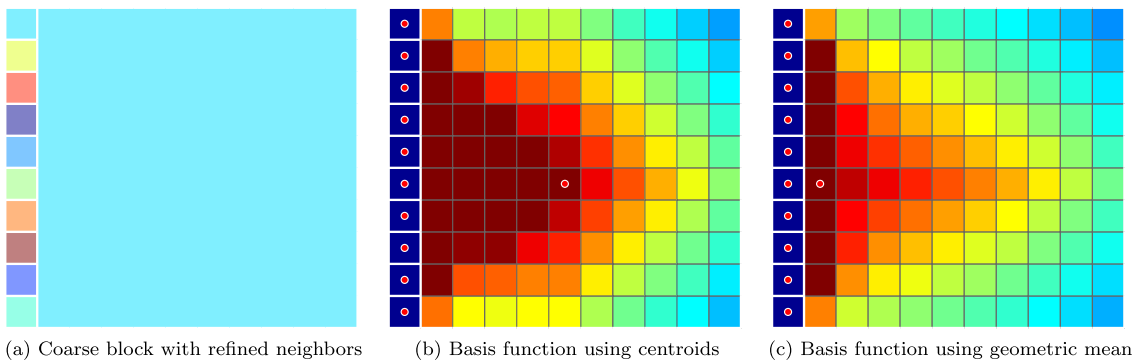 (a) Coarse block with refined neighbors
(b) Basis function using centroids
(c) Basis function using geometric mean